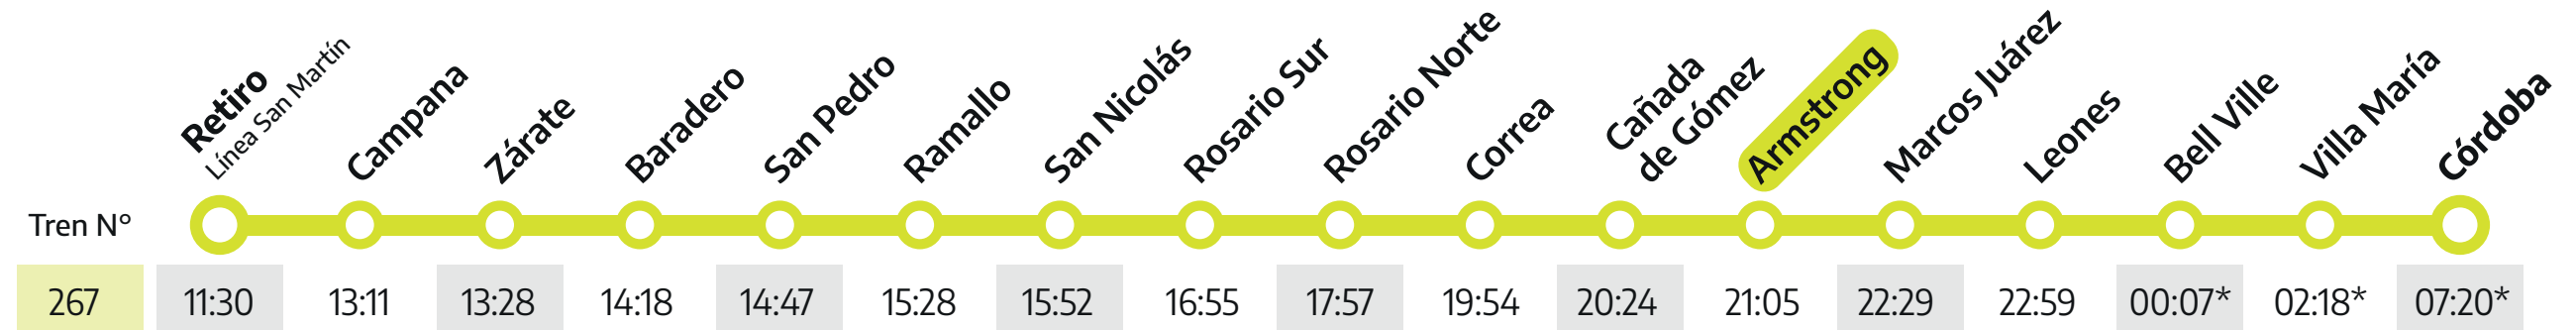 Retiro
Línea San Martín
Campana
Zárate
Baradero
San Pedro
Ramallo
San Nicolás
Rosario Sur
Rosario Norte
Correa
Cañada
de Gómez
Armstrong
Marcos Juárez
Leones
Bell Ville
Villa María
Córdoba
Tren N°
267 11:30 13:11 13:28 14:18 14:47 15:28 15:52 16:55 17:57 19:54 20:24 21:05 22:29 22:59 00:07* 02:18* 07:20*